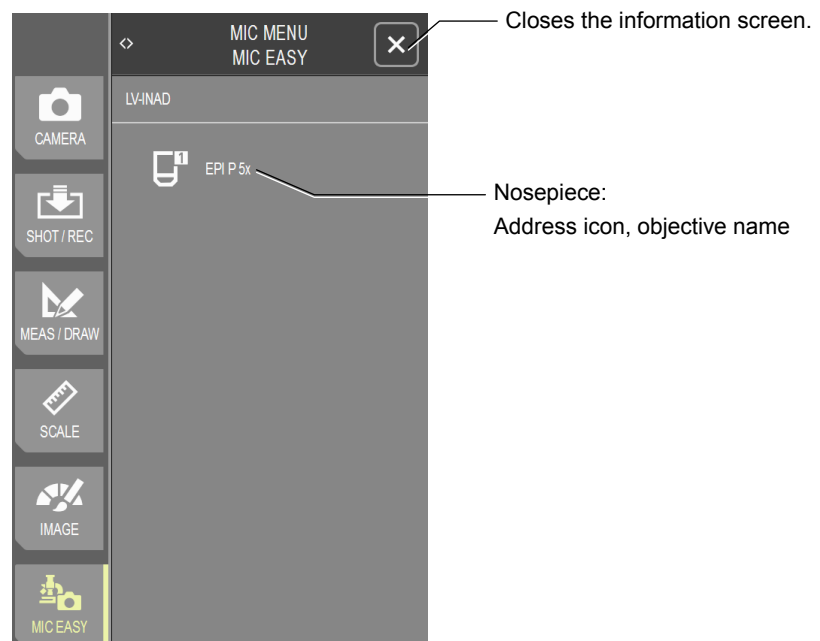 Closes the information screen.
<> MIC MENU
MIC EASY
LV-INAD
1
EPI P 5x
Nosepiece:
Address icon, objective name
CAMERA
SHOT / REC
MEAS / DRAW
SCALE
IMAGE
MIC EASY